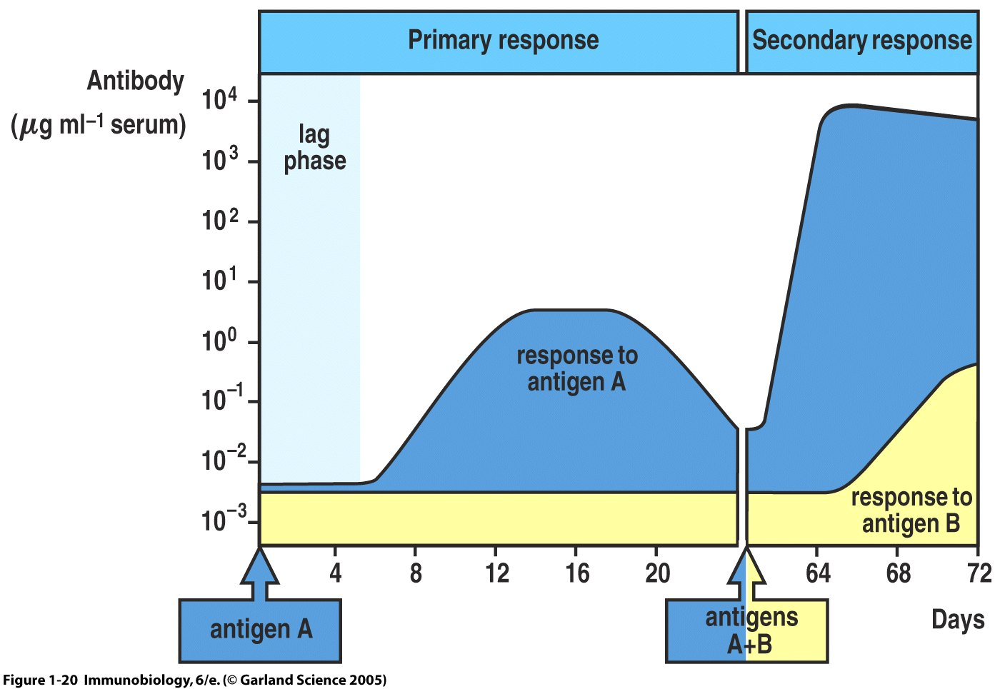 Primary response
Secondary response
Antibody
(μg ml⁻¹ serum)
10⁴
10³
10²
10¹
10⁰
10⁻¹
10⁻²
10⁻³
lag
phase
response to
antigen A
response to
antigen B
4 8 12 16 20 64 68 72
Days
antigen A
antigens
A+B
Figure 1-20 Immunobiology, 6/e. (© Garland Science 2005)